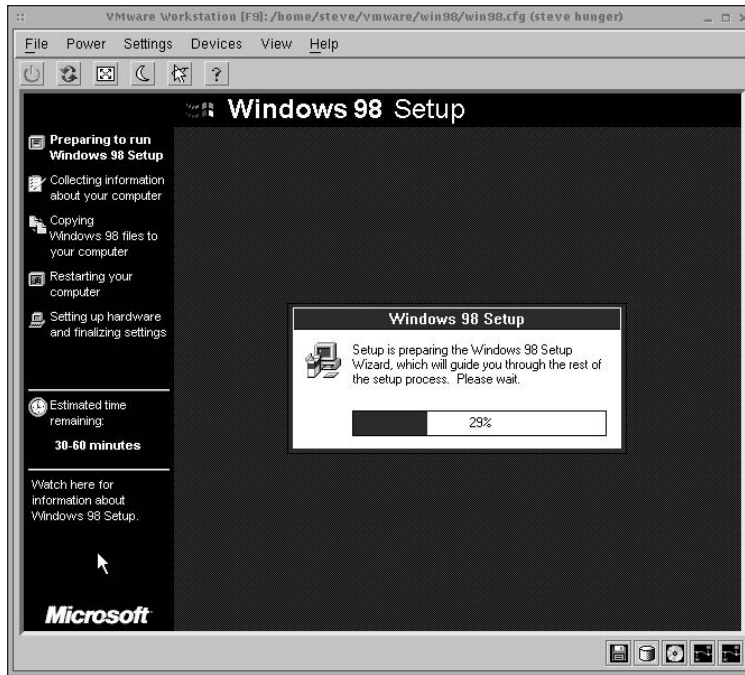 VMware Workstation [F9]: /home/steve/vmware/win98/win98.cfg (steve hunger)
File Power Settings Devices View Help
?
Windows 98 Setup
Preparing to run
Windows 98 Setup
Collecting information
about your computer
Copying
Windows 98 files to
your computer
Restarting your
computer
Setting up hardware
and finalizing settings
Estimated time
remaining:
30-60 minutes
Watch here for
information about
Windows 98 Setup.
Microsoft
Windows 98 Setup
Setup is preparing the Windows 98 Setup
Wizard, which will guide you through the rest of
the setup process. Please wait.
29%